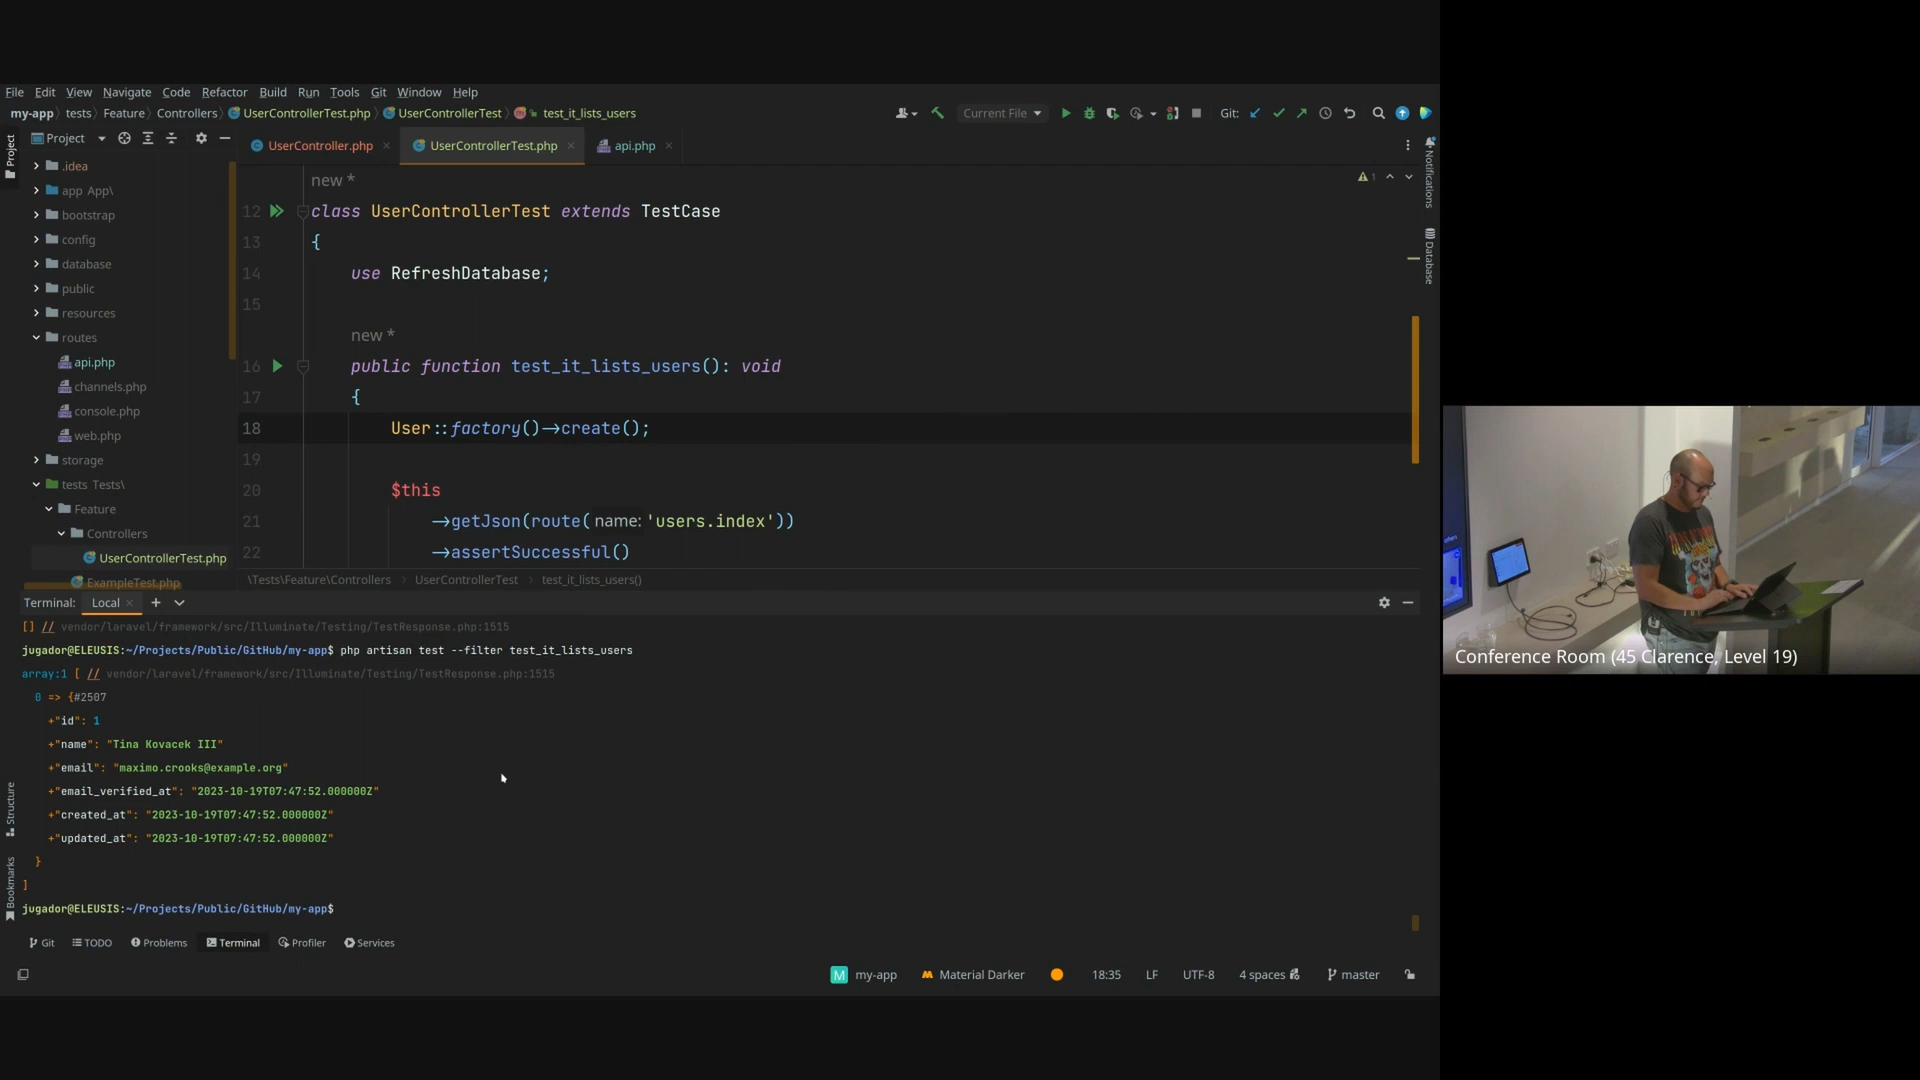 File Edit View Navigate Code Refactor Build Run Tools Git Window Help
my-app tests Feature Controllers UserControllerTest.php UserControllerTest test_it_lists_users
Current File
Git:
Project
UserController.php
UserControllerTest.php
api.php
Project
.idea
app App\
bootstrap
config
database
public
resources
routes
api.php
channels.php
console.php
web.php
storage
tests Tests\
Feature
Controllers
UserControllerTest.php
ExampleTest.php
new *
1
12 class UserControllerTest extends TestCase
13 {
14 use RefreshDatabase;
15
new *
16 public function test_it_lists_users(): void
17 {
18 User::factory()->create();
19
20 $this
21 ->getJson(route( name: 'users.index'))
22 ->assertSuccessful()
\Tests\Feature\Controllers UserControllerTest test_it_lists_users()
Notifications
Database
Terminal: Local
[] // vendor/laravel/framework/src/Illuminate/Testing/TestResponse.php:1515
jugador@ELEUSIS:~/Projects/Public/GitHub/my-app$ php artisan test --filter test_it_lists_users
array:1 [ // vendor/laravel/framework/src/Illuminate/Testing/TestResponse.php:1515
0 => {#2507
+"id": 1
+"name": "Tina Kovacek III"
+"email": "maximo.crooks@example.org"
+"email_verified_at": "2023-10-19T07:47:52.000000Z"
+"created_at": "2023-10-19T07:47:52.000000Z"
+"updated_at": "2023-10-19T07:47:52.000000Z"
}
]
jugador@ELEUSIS:~/Projects/Public/GitHub/my-app$
Structure
Bookmarks
Git TODO Problems Terminal Profiler Services
M my-app Material Darker 18:35 LF UTF-8 4 spaces master
Conference Room (45 Clarence, Level 19)